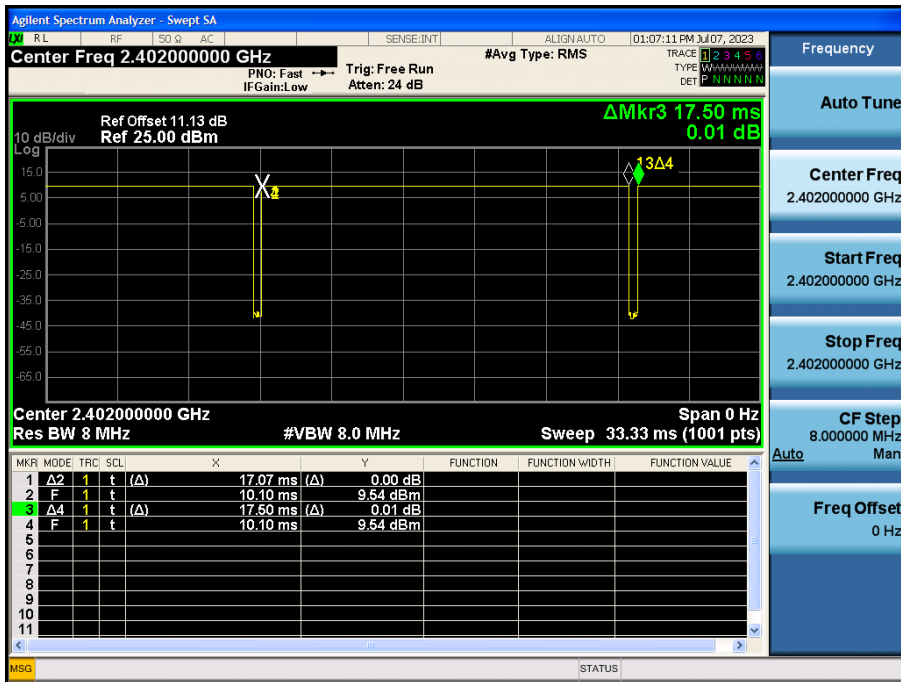 Agilent Spectrum Analyzer - Swept SA
LXI RL RF 50 Ω AC SENSE:INT ALIGN AUTO 01:07:11 PM Jul 07, 2023
Center Freq 2.402000000 GHz #Avg Type: RMS TRACE 1 2 3 4 5 6
PNO: Fast Trig: Free Run TYPE WWWWWW
IFGain:Low Atten: 24 dB DET P N N N N N
Frequency
ΔMkr3 17.50 ms
0.01 dB
Ref Offset 11.13 dB
10 dB/div Ref 25.00 dBm
Log
15.0
5.00
-5.00
-15.0
-25.0
-35.0
-45.0
-55.0
-65.0
X
13Δ4
Center 2.402000000 GHz Span 0 Hz
Res BW 8 MHz #VBW 8.0 MHz Sweep 33.33 ms (1001 pts)
MKR MODE TRC SCL X Y FUNCTION FUNCTION WIDTH FUNCTION VALUE
1 Δ2 1 t (Δ) 17.07 ms (Δ) 0.00 dB
2 F 1 t 10.10 ms 9.54 dBm
3 Δ4 1 t (Δ) 17.50 ms (Δ) 0.01 dB
4 F 1 t 10.10 ms 9.54 dBm
5
6
7
8
9
10
11
MSG STATUS
Auto Tune
Center Freq
2.402000000 GHz
Start Freq
2.402000000 GHz
Stop Freq
2.402000000 GHz
CF Step
8.000000 MHz
Auto Man
Freq Offset
0 Hz